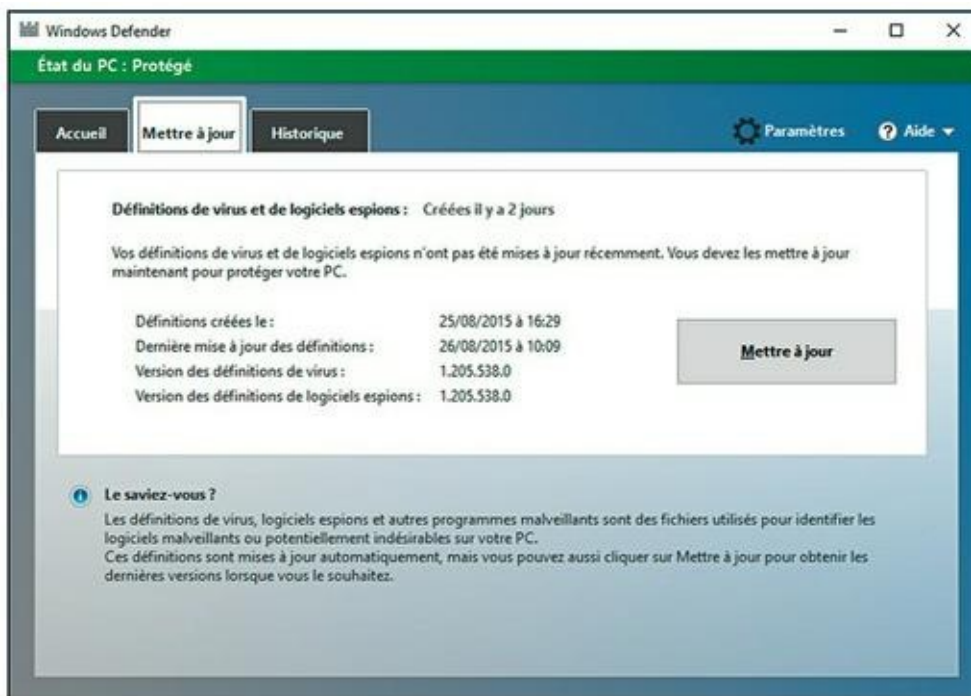 Windows Defender
État du PC : Protégé
Accueil
Mettre à jour
Historique
Paramètres
? Aide
Définitions de virus et de logiciels espions : Créées il y a 2 jours
Vos définitions de virus et de logiciels espions n'ont pas été mises à jour récemment. Vous devez les mettre à jour
maintenant pour protéger votre PC.
Définitions créées le : 25/08/2015 à 16:29
Dernière mise à jour des définitions : 26/08/2015 à 10:09
Version des définitions de virus : 1.205.538.0
Version des définitions de logiciels espions : 1.205.538.0
Mettre à jour
Le saviez-vous ?
Les définitions de virus, logiciels espions et autres programmes malveillants sont des fichiers utilisés pour identifier les
logiciels malveillants ou potentiellement indésirables sur votre PC.
Ces définitions sont mises à jour automatiquement, mais vous pouvez aussi cliquer sur Mettre à jour pour obtenir les
dernières versions lorsque vous le souhaitez.